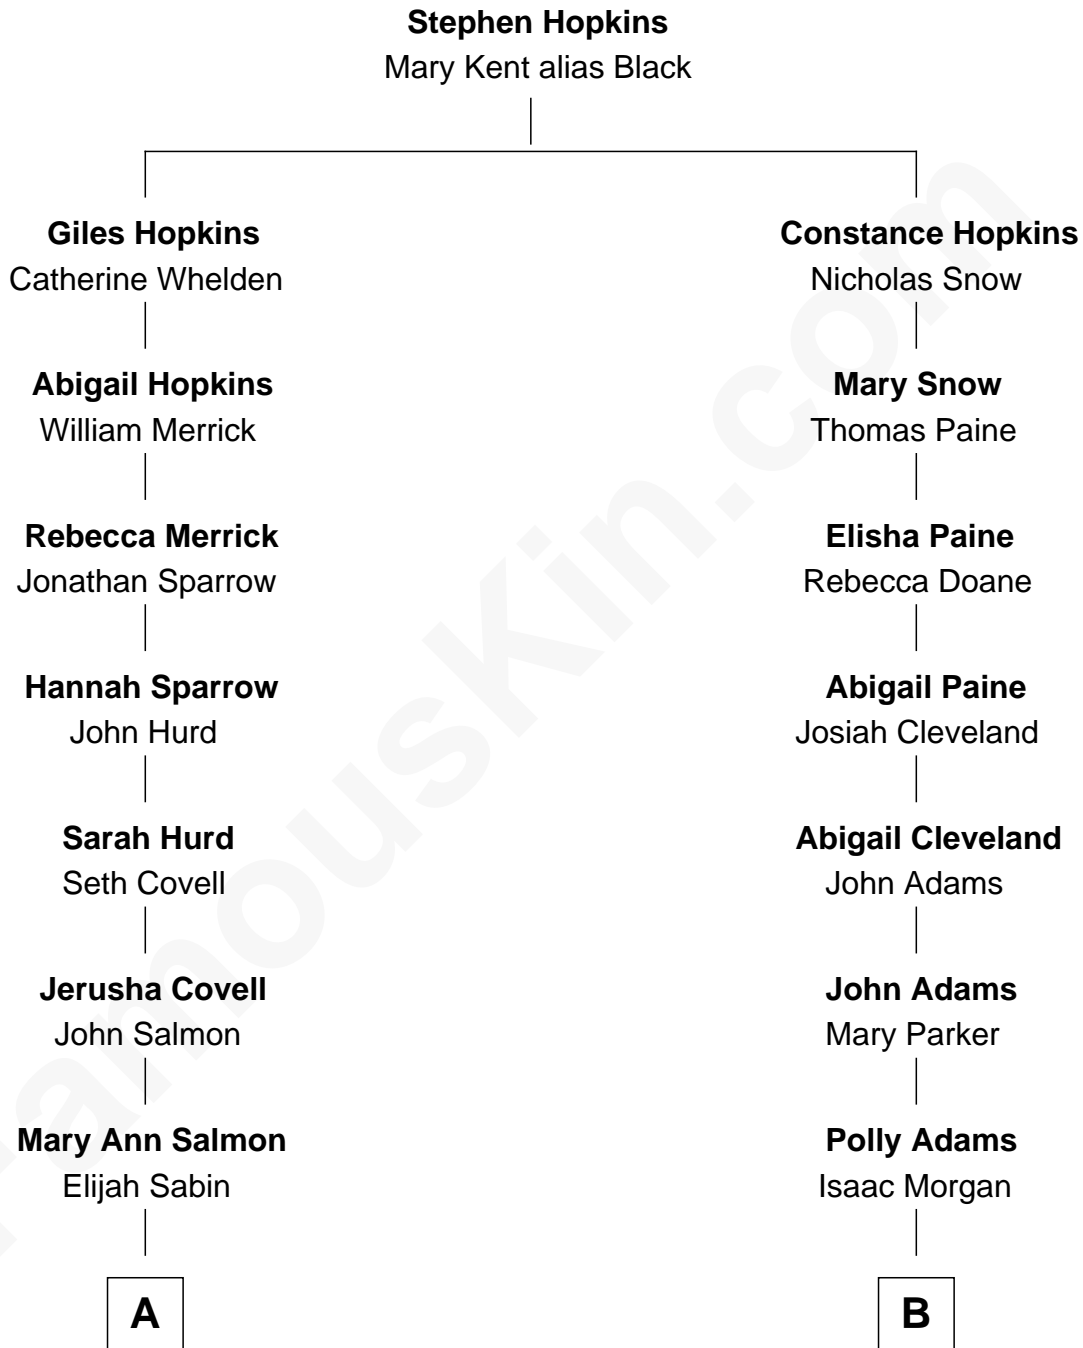 Stephen Hopkins
Mary Kent alias Black
Giles Hopkins
Catherine Whelden
Constance Hopkins
Nicholas Snow
Abigail Hopkins
William Merrick
Mary Snow
Thomas Paine
Rebecca Merrick
Jonathan Sparrow
Elisha Paine
Rebecca Doane
Hannah Sparrow
John Hurd
Abigail Paine
Josiah Cleveland
Sarah Hurd
Seth Covell
Abigail Cleveland
John Adams
Jerusha Covell
John Salmon
John Adams
Mary Parker
Mary Ann Salmon
Elijah Sabin
Polly Adams
Isaac Morgan
A
B
FamousKin.com